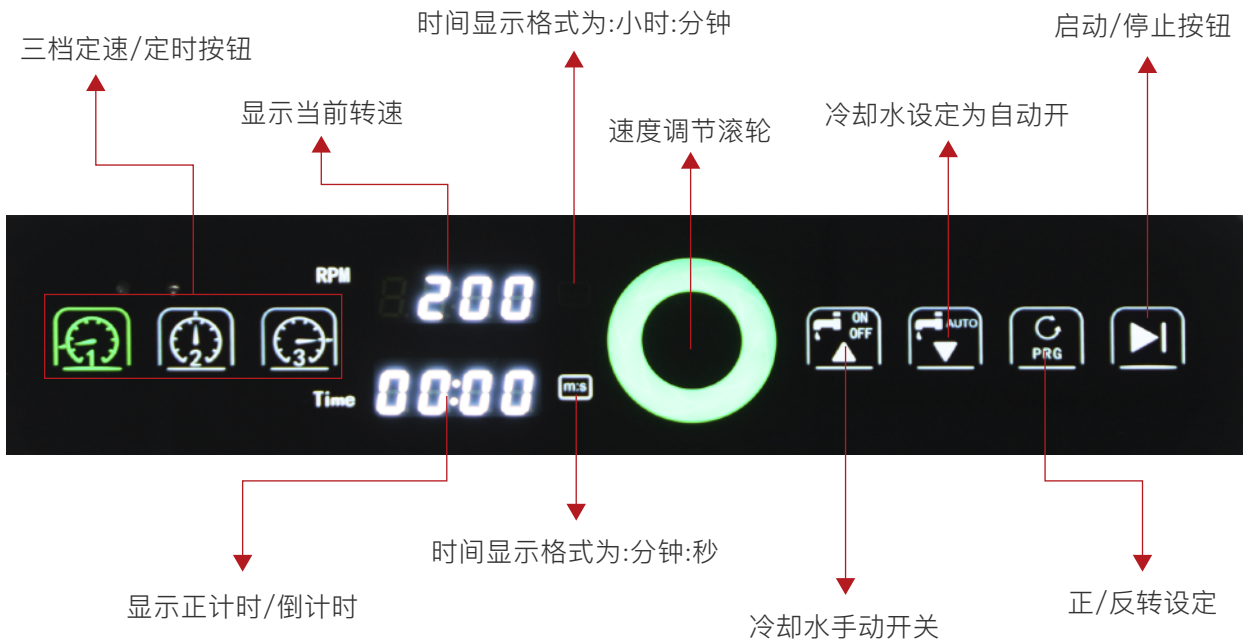 时间显示格式为:小时:分钟
启动/停止按钮
三档定速/定时按钮
显示当前转速
速度调节滚轮
冷却水设定为自动开
RPM
200
ON
OFF
AUTO
1
2
3
PRG
Time
00:00
m:s
时间显示格式为:分钟:秒
显示正计时/倒计时
正/反转设定
冷却水手动开关